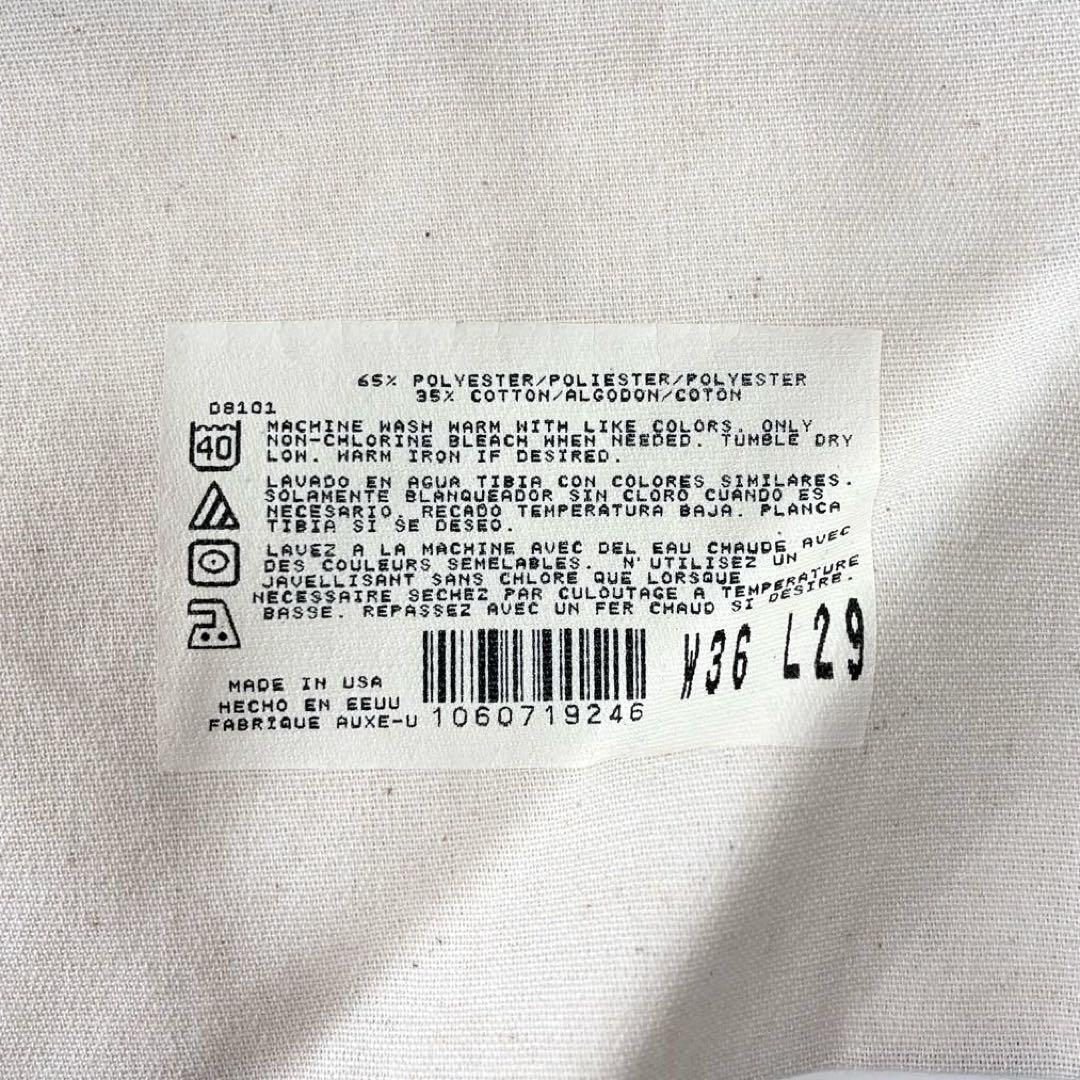 65% POLYESTER/POLIESTER/POLYESTER
35% COTTON/ALGODON/COTON
D8101
40
MACHINE WASH WARM WITH LIKE COLORS. ONLY
NON-CHLORINE BLEACH WHEN NEEDED. TUMBLE DRY
LOW. WARM IRON IF DESIRED.
LAVADO EN AGUA TIBIA CON COLORES SIMILARES.
SOLAMENTE BLANQUEADOR SIN CLORO CUANDO ES
NECESARIO. RECADO TEMPERATURA BAJA. PLANCA
TIBIA SI SE DESEO.
LAVEZ A LA MACHINE AVEC DEL EAU CHAUDE AVEC
DES COULEURS SEMELABLES. N'UTILISEZ UN
JAVELLISANT SANS CHLORE QUE LORSQUE
NECESSAIRE SECHEZ PAR CULOUTAGE A TEMPERATURE
BASSE. REPASSEZ AVEC UN FER CHAUD SI DESIRE.
W36 L29
MADE IN USA
HECHO EN EEUU
FABRIQUE AUXE-U
1060719246